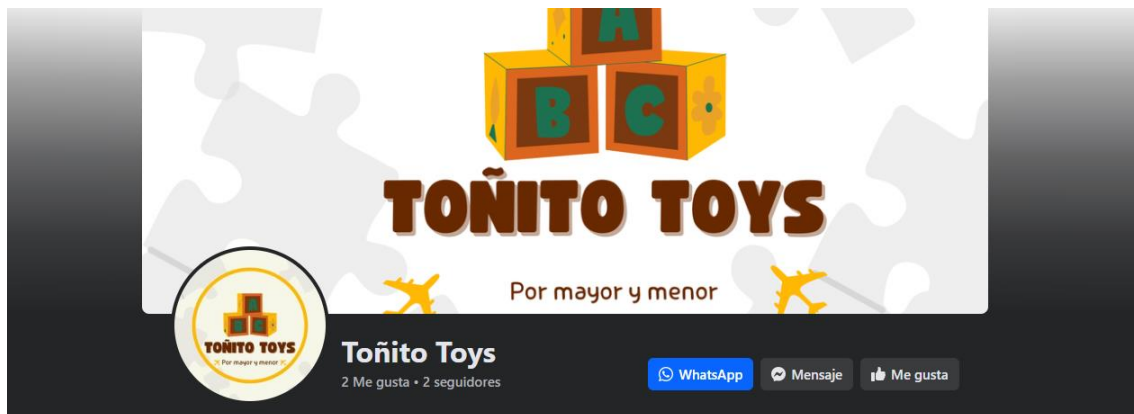 A
B C
TOÑITO TOYS
Por mayor y menor
A
B C
TOÑITO TOYS
Por mayor y menor
Toñito Toys
2 Me gusta • 2 seguidores
WhatsApp Mensaje Me gusta